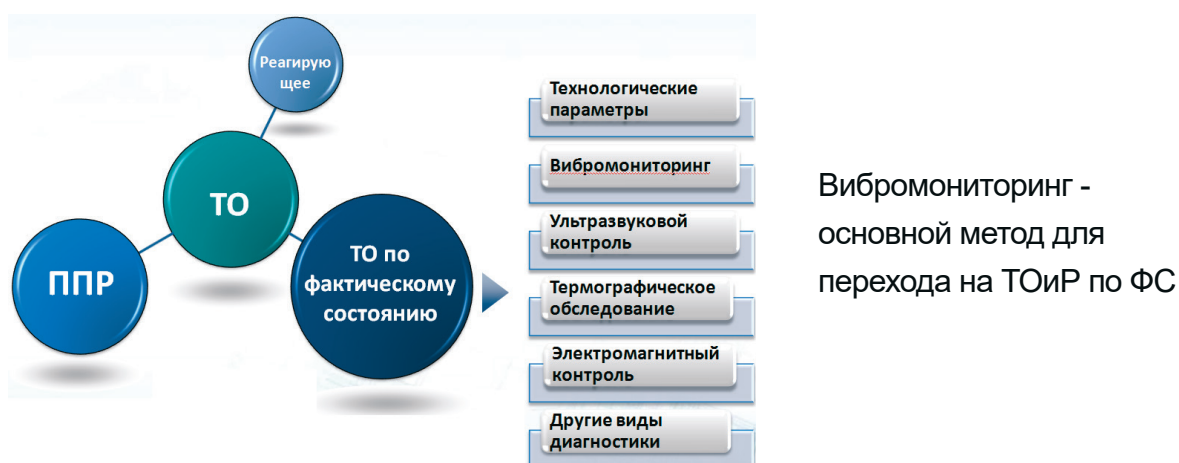 Реагирую
щее
ТО
ППР
ТО по
фактическому
состоянию
Технологические
параметры
Вибромониторинг
Ультразвуковой
контроль
Термографическое
обследование
Электромагнитный
контроль
Другие виды
диагностики
Вибромониторинг -
основной метод для
перехода на ТОиР по ФС